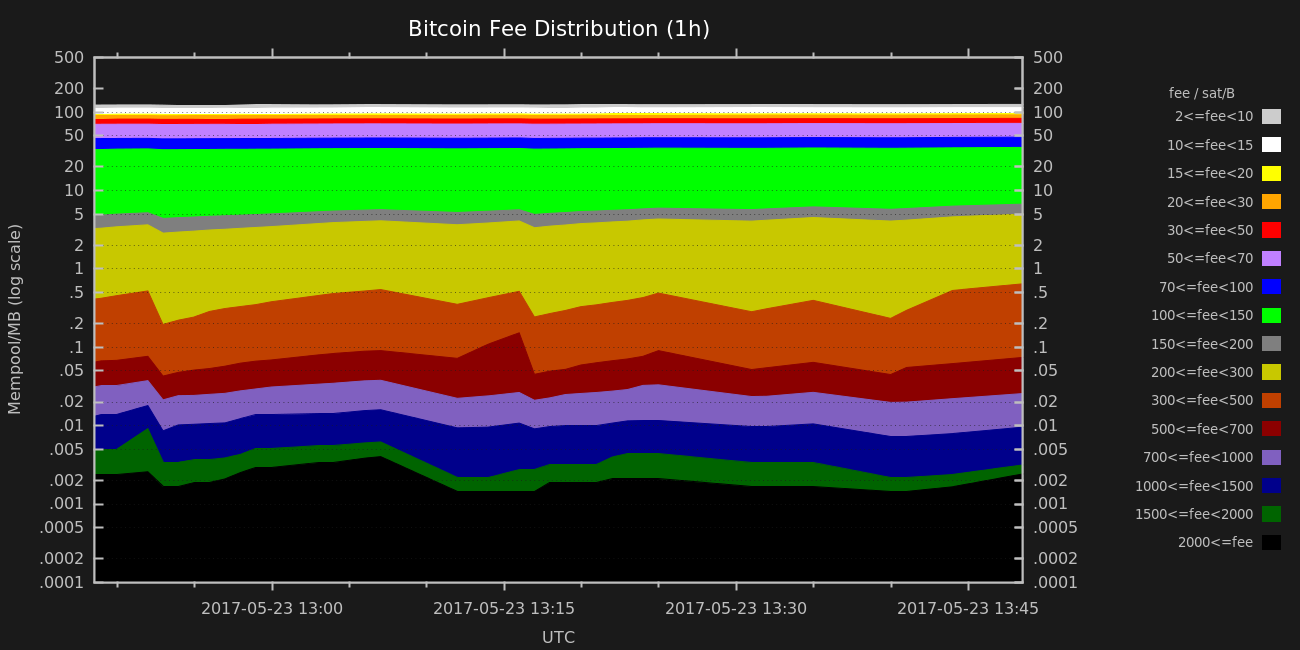 Bitcoin Fee Distribution (1h)
500 500
200 200
100 100
50 50
20 20
10 10
5 5
2 2
1 1
.5 .5
.2 .2
.1 .1
.05 .05
.02 .02
.01 .01
.005 .005
.002 .002
.001 .001
.0005 .0005
.0002 .0002
.0001 .0001
Mempool/MB (log scale)
2017-05-23 13:00 2017-05-23 13:15 2017-05-23 13:30 2017-05-23 13:45
UTC
fee / sat/B
2<=fee<10
10<=fee<15
15<=fee<20
20<=fee<30
30<=fee<50
50<=fee<70
70<=fee<100
100<=fee<150
150<=fee<200
200<=fee<300
300<=fee<500
500<=fee<700
700<=fee<1000
1000<=fee<1500
1500<=fee<2000
2000<=fee